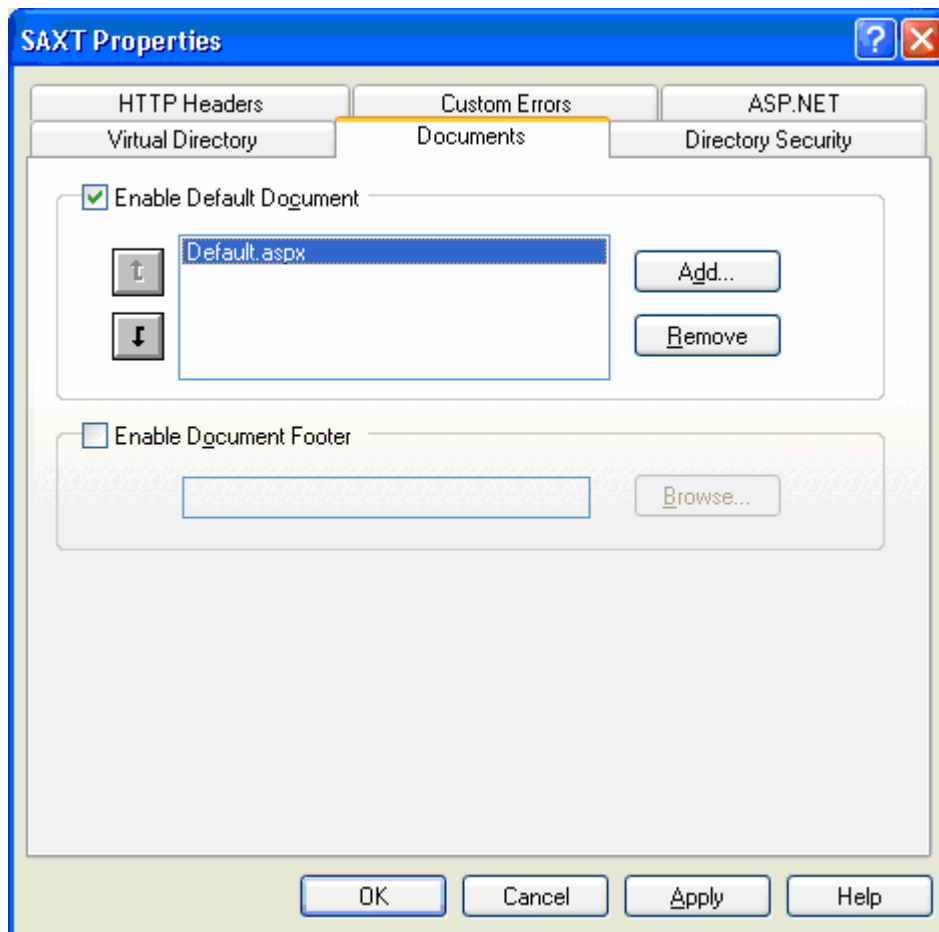 SAXT Properties
HTTP Headers Custom Errors ASP.NET
Virtual Directory Documents Directory Security
Enable Default Document
Default.aspx
Add...
Remove
Enable Document Footer
Browse...
OK Cancel Apply Help